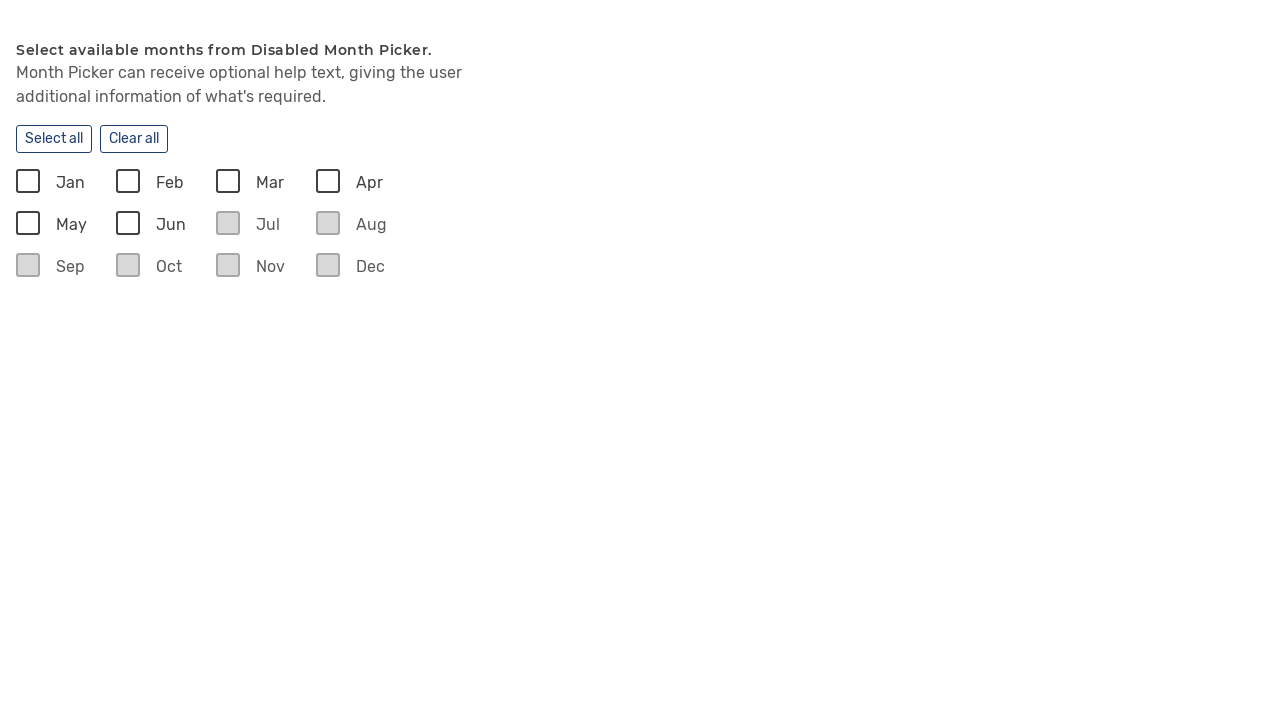 Select available months from Disabled Month Picker.
Month Picker can receive optional help text, giving the user
additional information of what's required.
Select all Clear all
Jan Feb Mar Apr
May Jun Jul Aug
Sep Oct Nov Dec